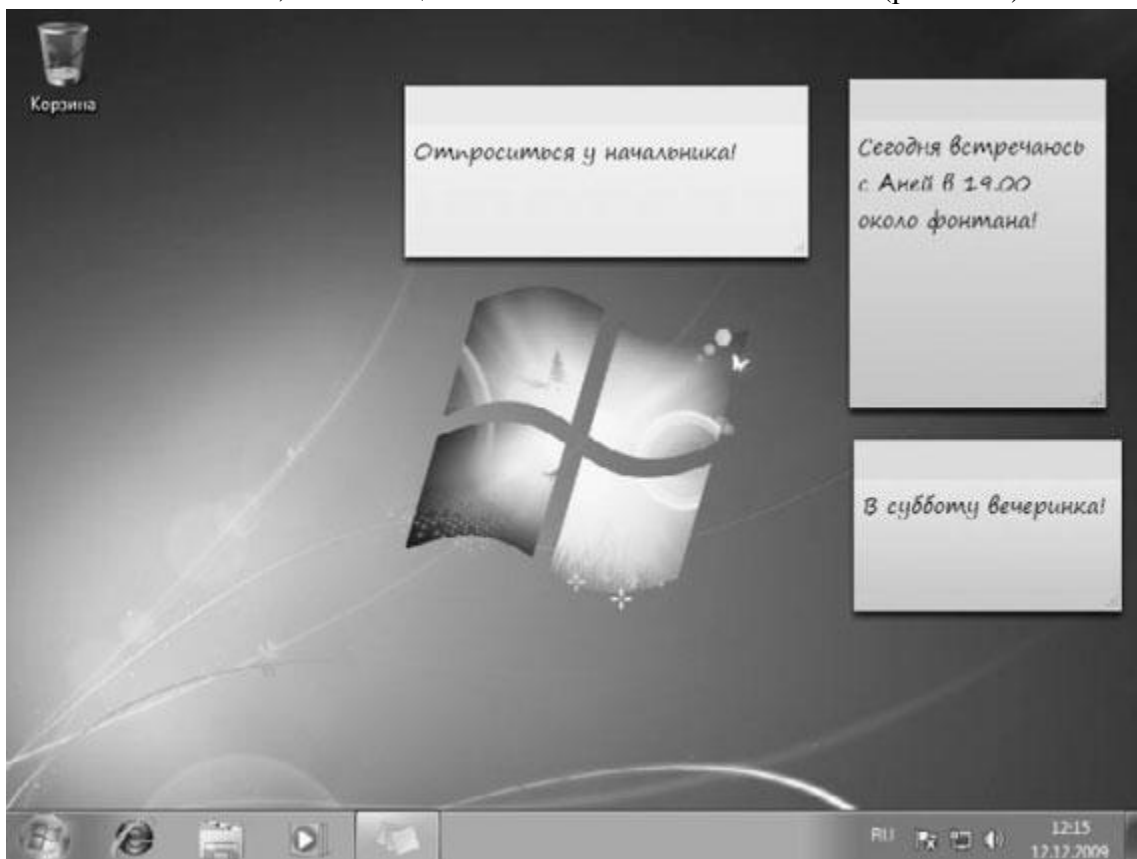 Корзина
Отпроситься у начальника!
Сегодня встречаюсь
с Аней в 19.00
около фонтана!
В субботу вечеринка!
RU
12:15
12.12.2009